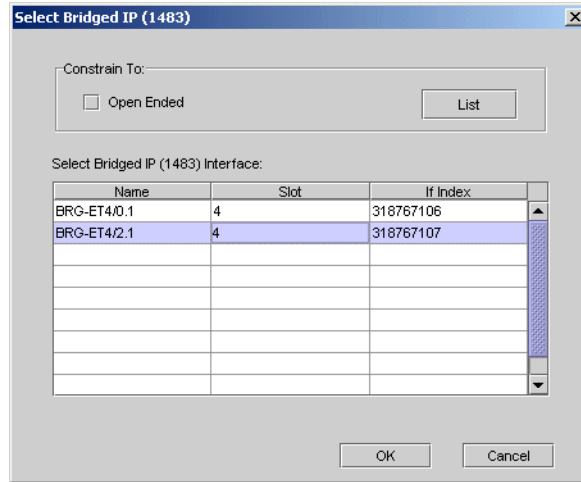 Select Bridged IP (1483)
Constrain To:
Open Ended
List
Select Bridged IP (1483) Interface:
Name Slot If Index
BRG-ET4/0.1 4 318767106
BRG-ET4/2.1 4 318767107
OK Cancel